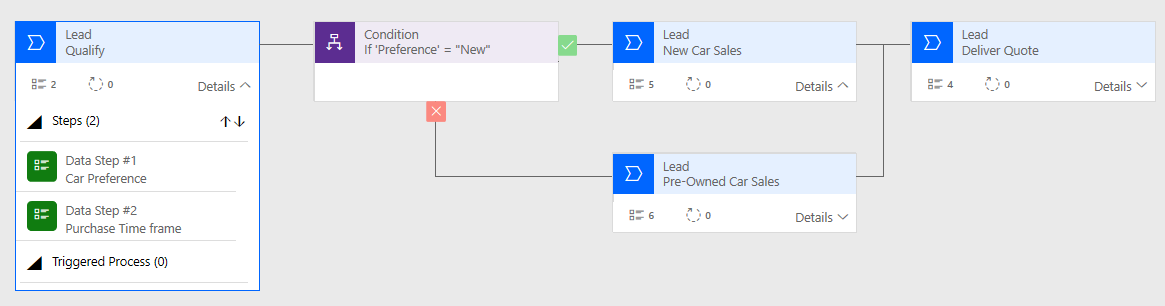 Lead
Qualify
2
0
Details
Steps (2)
Data Step #1
Car Preference
Data Step #2
Purchase Time frame
Triggered Process (0)
Condition
If 'Preference' = "New"
Lead
New Car Sales
5
0
Details
Lead
Pre-Owned Car Sales
6
0
Details
Lead
Deliver Quote
4
0
Details